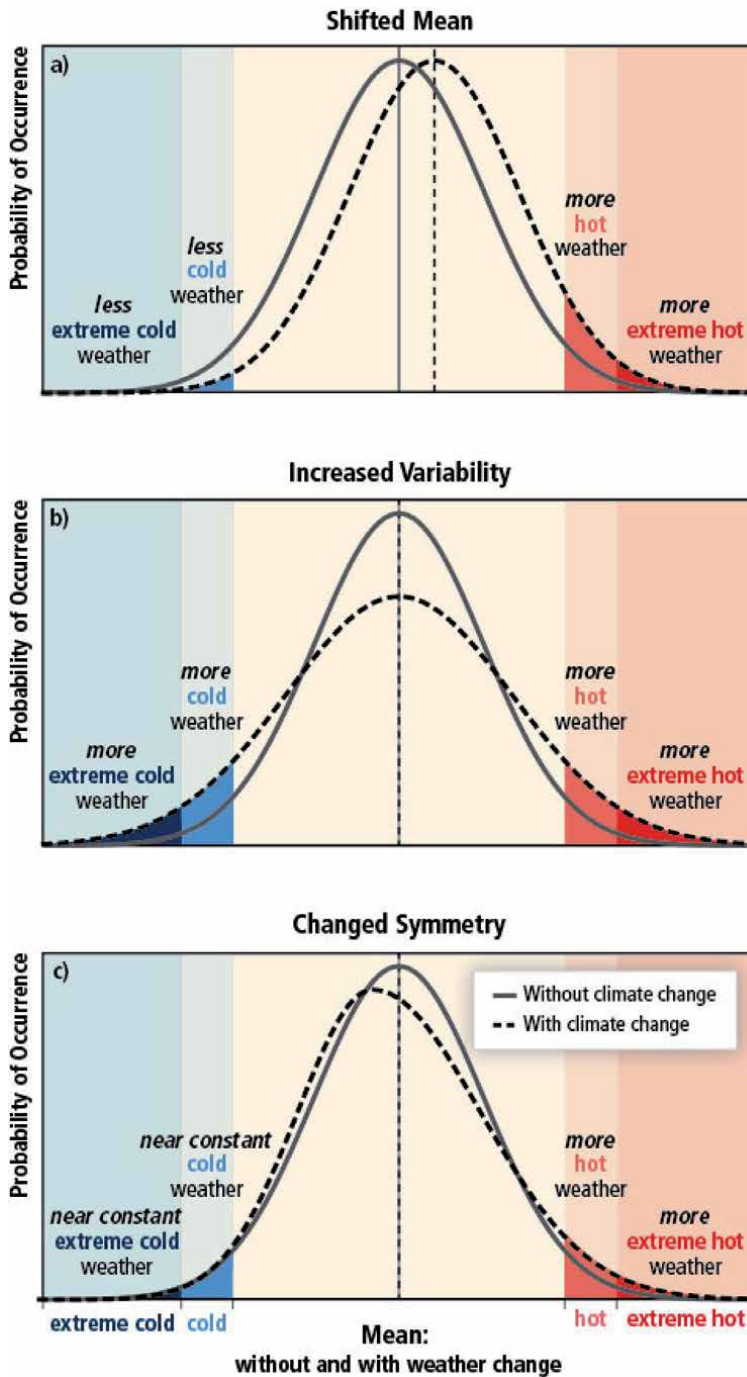 Shifted Mean
a)
Probability of Occurrence
less
extreme cold
weather
less
cold
weather
more
hot
weather
more
extreme hot
weather
Increased Variability
b)
Probability of Occurrence
more
extreme cold
weather
more
cold
weather
more
hot
weather
more
extreme hot
weather
Changed Symmetry
c)
Probability of Occurrence
Without climate change
With climate change
near constant
extreme cold
weather
near constant
cold
weather
more
hot
weather
more
extreme hot
weather
extreme cold
cold
hot
extreme hot
Mean:
without and with weather change